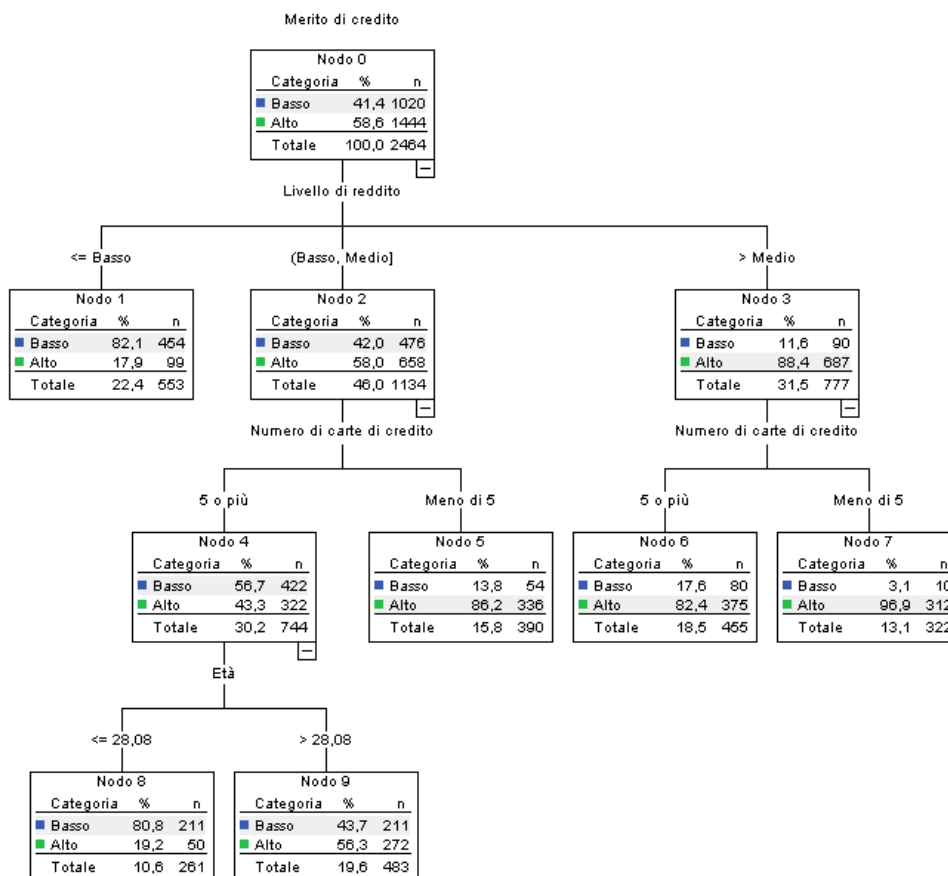 Merito di credito
Nodo 0
Categoria % n
Basso 41,4 1020
Alto 58,6 1444
Totale 100,0 2464
Livello di reddito
<= Basso
(Basso, Medio]
> Medio
Nodo 1
Categoria % n
Basso 82,1 454
Alto 17,9 99
Totale 22,4 553
Nodo 2
Categoria % n
Basso 42,0 476
Alto 58,0 658
Totale 46,0 1134
Nodo 3
Categoria % n
Basso 11,6 90
Alto 88,4 687
Totale 31,5 777
Numero di carte di credito
Numero di carte di credito
5 o più
Meno di 5
5 o più
Meno di 5
Nodo 4
Categoria % n
Basso 56,7 422
Alto 43,3 322
Totale 30,2 744
Nodo 5
Categoria % n
Basso 13,8 54
Alto 86,2 336
Totale 15,8 390
Nodo 6
Categoria % n
Basso 17,6 80
Alto 82,4 375
Totale 18,5 455
Nodo 7
Categoria % n
Basso 3,1 10
Alto 96,9 312
Totale 13,1 322
Età
<= 28,08
> 28,08
Nodo 8
Categoria % n
Basso 80,8 211
Alto 19,2 50
Totale 10,6 261
Nodo 9
Categoria % n
Basso 43,7 211
Alto 56,3 272
Totale 19,6 483